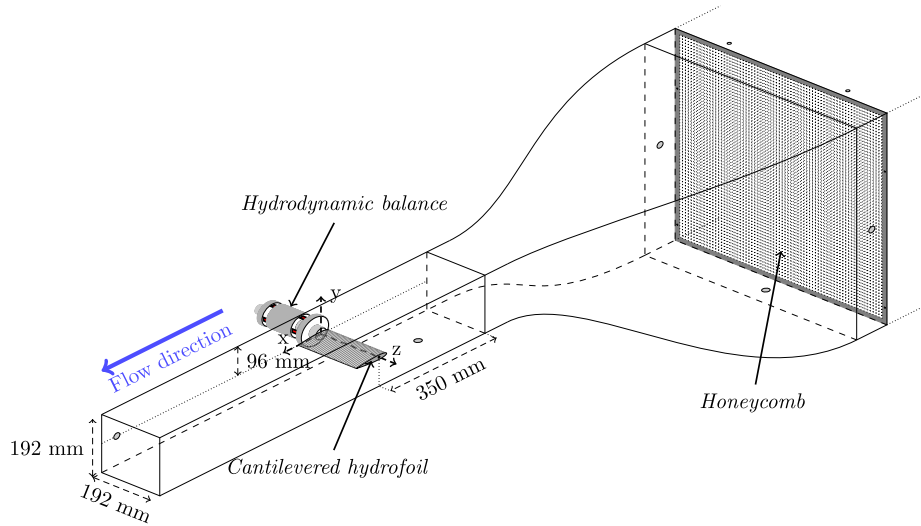 Hydrodynamic balance
y
x
z
Flow direction
96 mm
350 mm
Honeycomb
192 mm
Cantilevered hydrofoil
192 mm